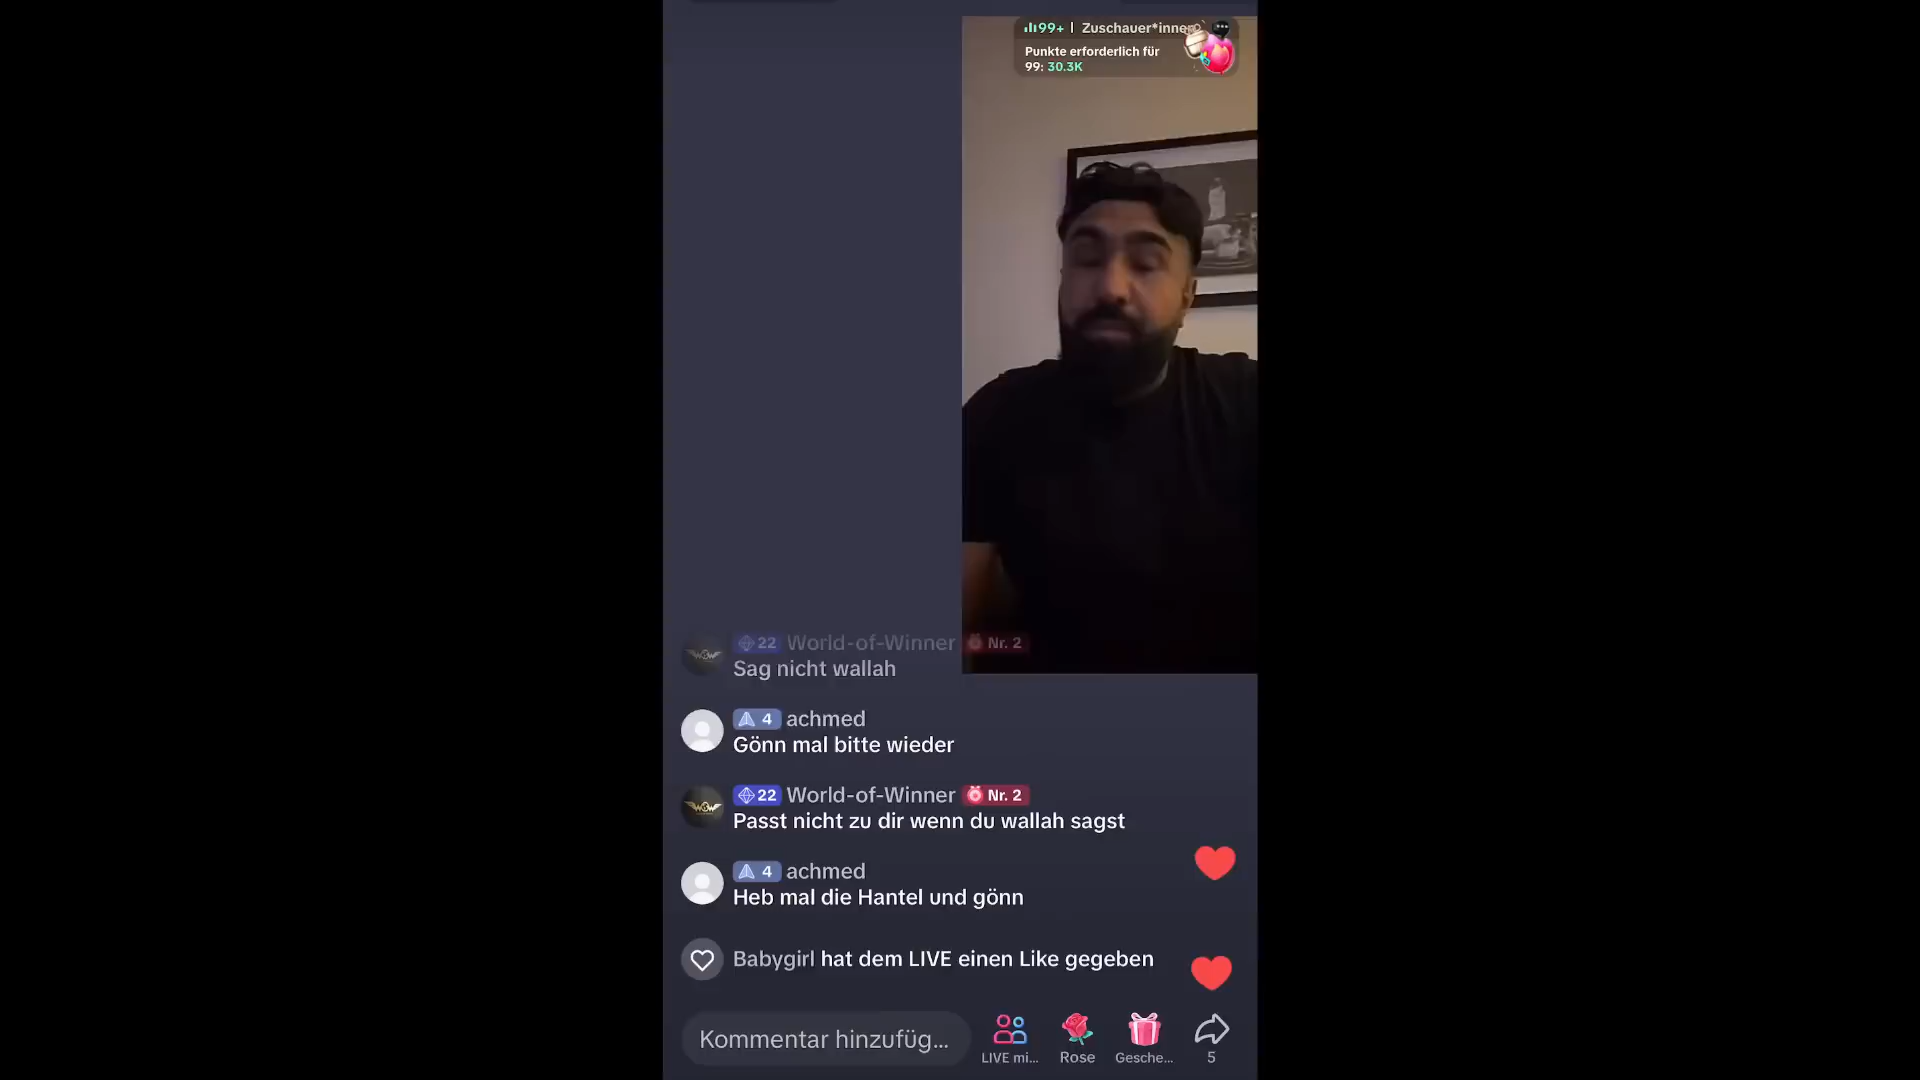 99+ | Zuschauer*innen
Punkte erforderlich für
99: 30.3K
22 World-of-Winner Nr. 2
Sag nicht wallah
4 achmed
Gönn mal bitte wieder
22 World-of-Winner Nr. 2
Passt nicht zu dir wenn du wallah sagst
4 achmed
Heb mal die Hantel und gönn
Babygirl hat dem LIVE einen Like gegeben
Kommentar hinzufüg...
LIVE mi...
Rose
Gesche...
5